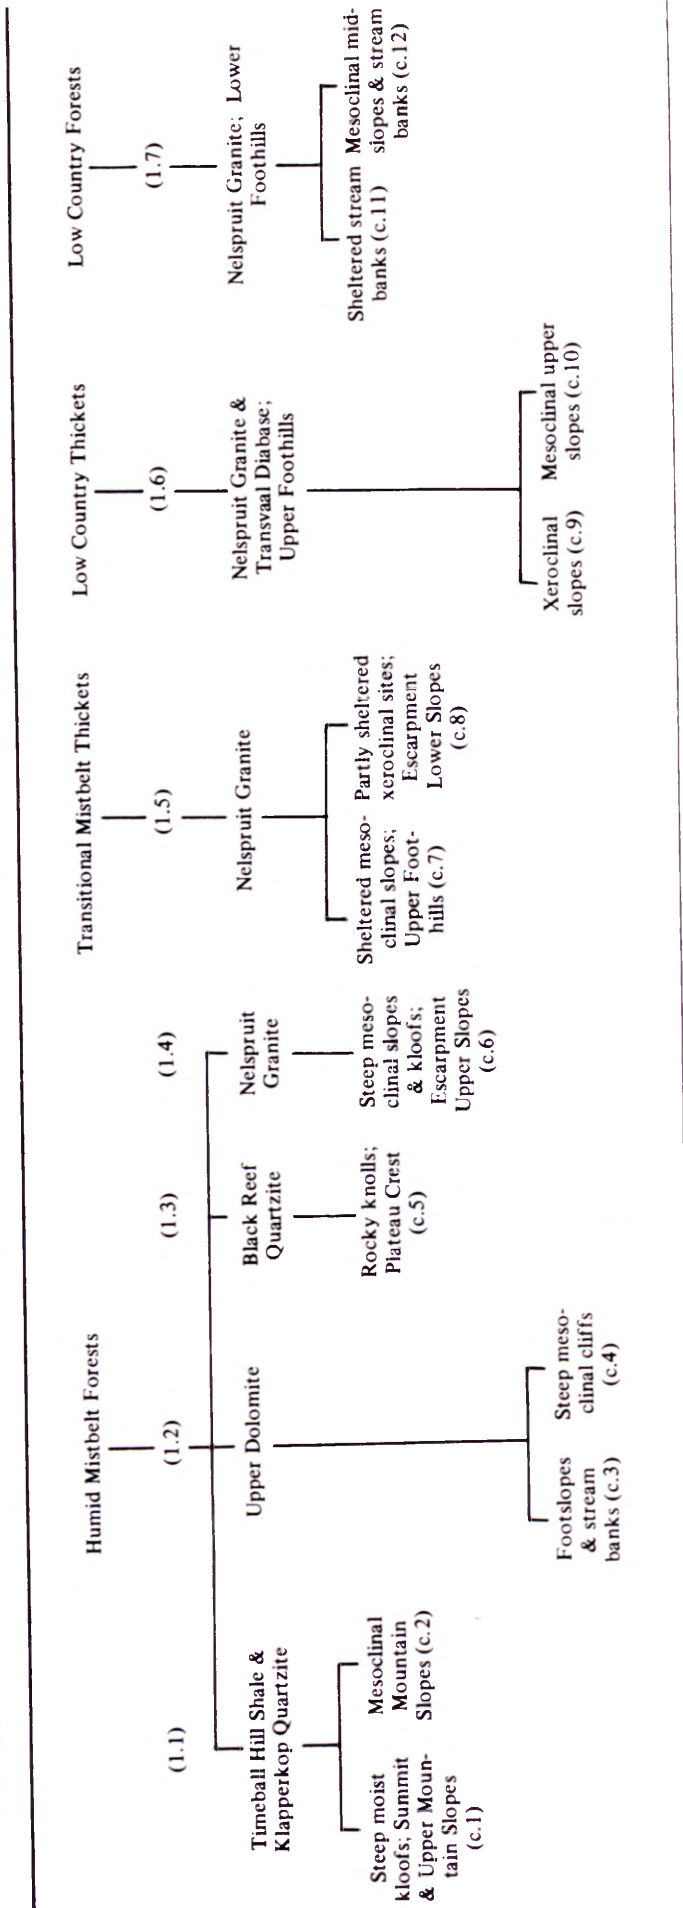 Humid Mistbelt Forests
(1.1)
(1.2)
(1.3)
(1.4)
Timeball Hill Shale &
Klapperkop Quartzite
Upper Dolomite
Black Reef
Quartzite
Nelspruit
Granite
Steep moist
kloofs; Summit
& Upper Moun-
tain Slopes
(c.1)
Mesoclinal
Mountain
Slopes (c.2)
Footslopes
& stream
banks (c.3)
Steep meso-
clinal cliffs
(c.4)
Rocky knolls;
Plateau Crest
(c.5)
Steep meso-
clinal slopes
& kloofs;
Escarpment
Upper Slopes
(c.6)
Transitional Mistbelt Thickets
(1.5)
Nelspruit Granite
Sheltered meso-
clinal slopes;
Upper Foot-
hills (c.7)
Partly sheltered
xeroclinal sites;
Escarpment
Lower Slopes
(c.8)
Low Country Thickets
(1.6)
Nelspruit Granite &
Transvaal Diabase;
Upper Foothills
Xeroclinal
slopes (c.9)
Mesoclinal upper
slopes (c.10)
Low Country Forests
(1.7)
Nelspruit Granite; Lower
Foothills
Sheltered stream
banks (c.11)
Mesoclinal mid-
slopes & stream
banks (c.12)